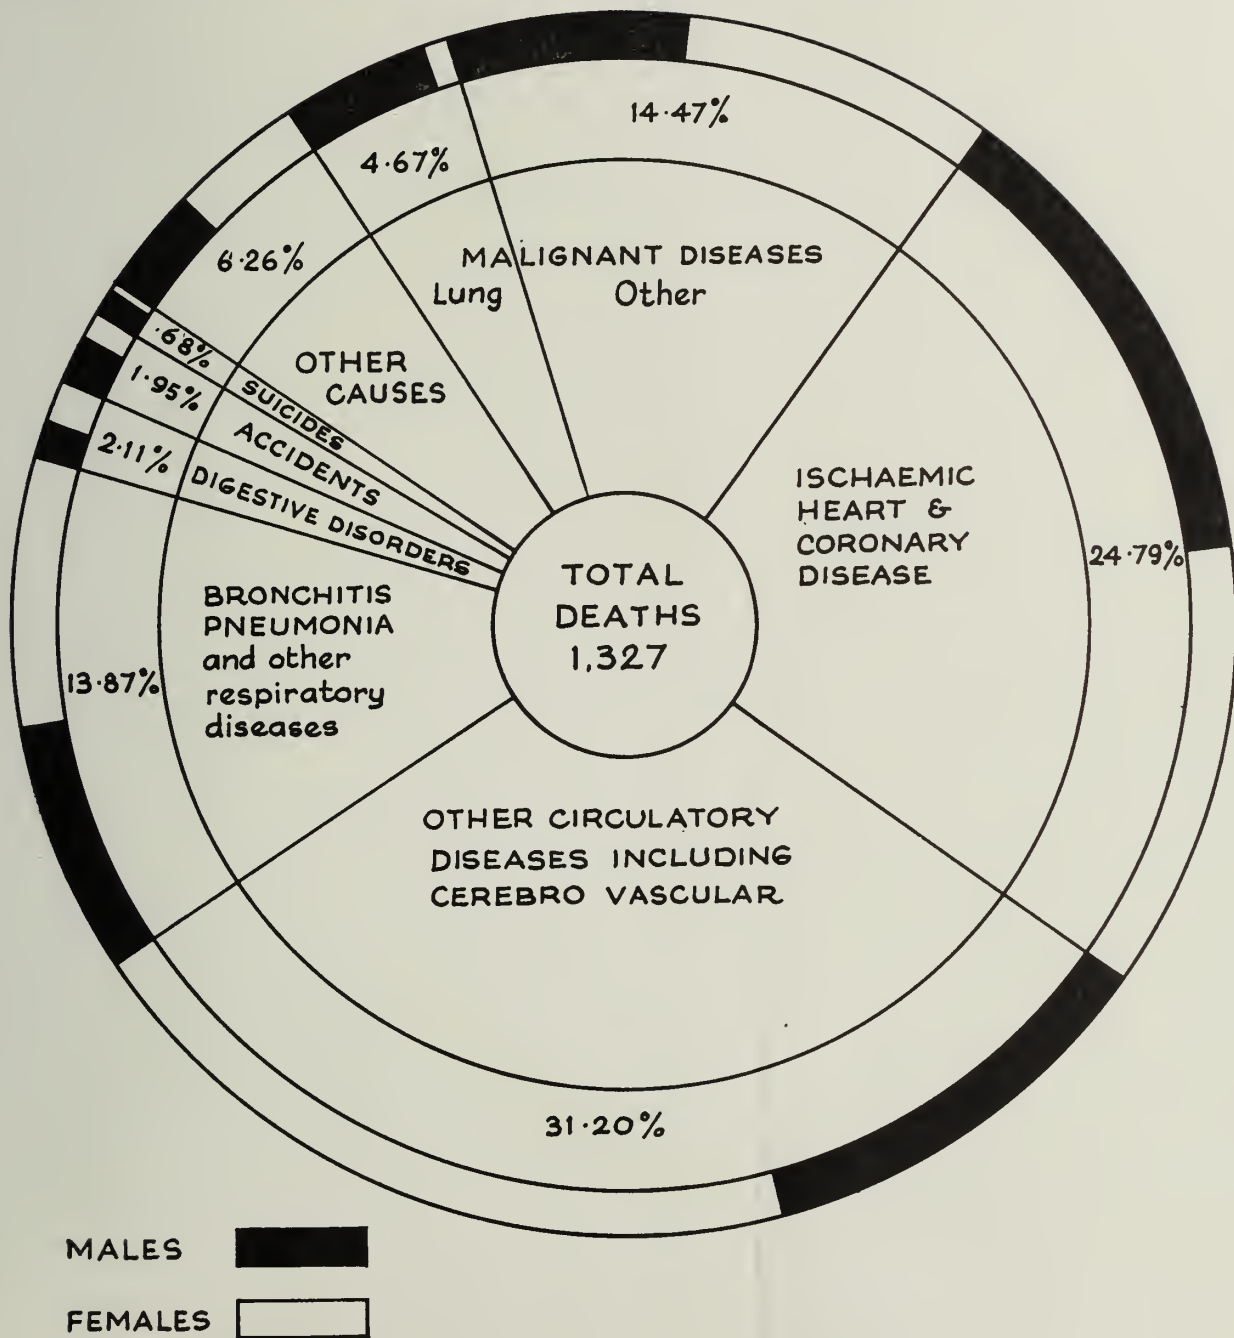 14·47%
4·67%
6·26%
·68%
1·95%
2·11%
13·87%
24·79%
31·20%
MALIGNANT DISEASES
Lung Other
OTHER
CAUSES
SUICIDES
ACCIDENTS
DIGESTIVE DISORDERS
ISCHAEMIC
HEART &
CORONARY
DISEASE
TOTAL
DEATHS
1,327
BRONCHITIS
PNEUMONIA
and other
respiratory
diseases
OTHER CIRCULATORY
DISEASES INCLUDING
CEREBRO VASCULAR
MALES
FEMALES